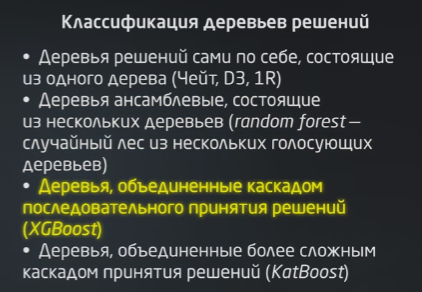 Классификация деревьев решений
• Деревья решений сами по себе, состоящие
из одного дерева (Чейт, D3, 1R)
• Деревья ансамблевые, состоящие
из нескольких деревьев (random forest –
случайный лес из нескольких голосующих
деревьев)
• Деревья, объединенные каскадом
последовательного принятия решений
(XGBoost)
• Деревья, объединенные более сложным
каскадом принятия решений (KatBoost)